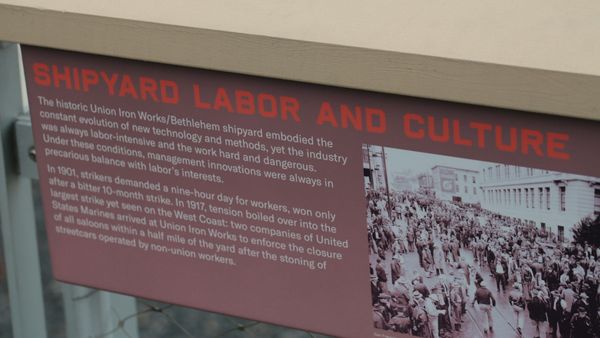 SHIPYARD LABOR AND CULTURE
The historic Union Iron Works/Bethlehem shipyard embodied the
constant evolution of new technology and methods, yet the industry
was always labor-intensive and the work hard and dangerous.
Under these conditions, management innovations were always in
precarious balance with labor's interests.
In 1901, strikers demanded a nine-hour day for workers, won only
after a bitter 10-month strike. In 1917, tension boiled over into the
largest strike yet seen on the West Coast: two companies of United
States Marines arrived at Union Iron Works to enforce the closure
of all saloons within a half mile of the yard after the stoning of
streetcars operated by non-union workers.